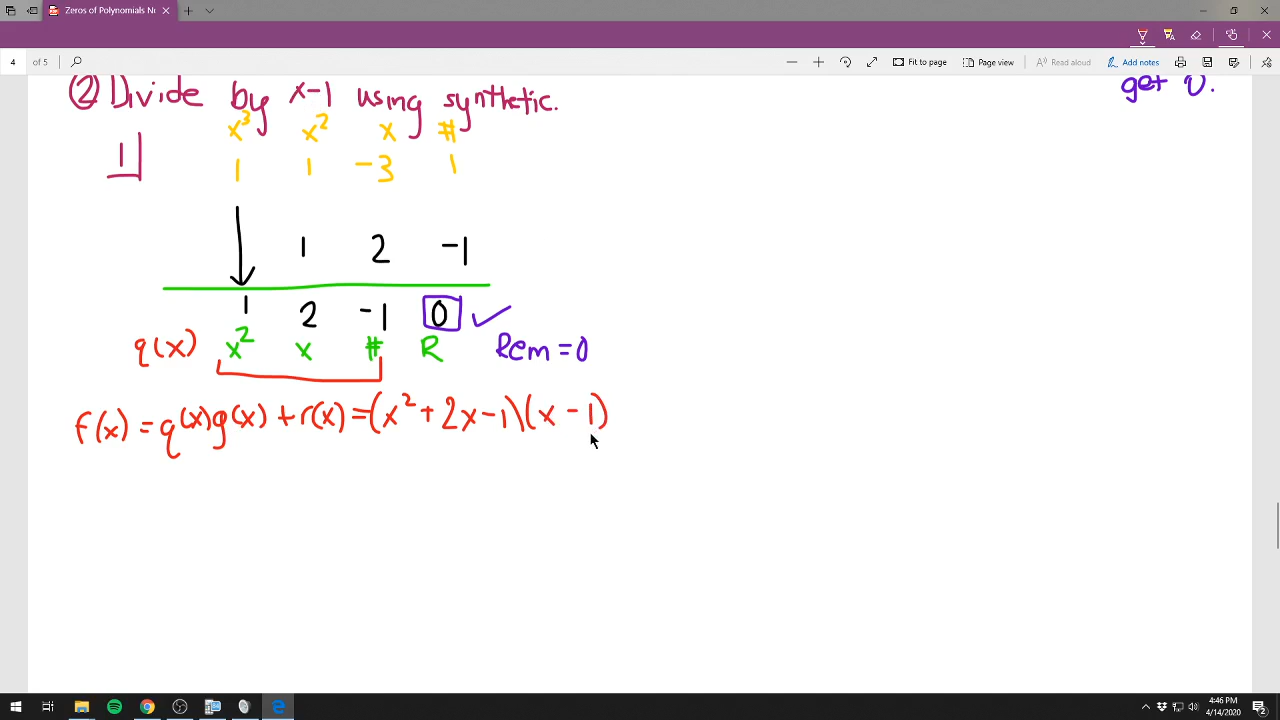 Zeros of Polynomials No
4 of 5
Fit to page
Page view
Read aloud
Add notes
get 0.
② Divide by x-1 using synthetic.
x³ x² x #
1 1 1 -3 1
1 2 -1
1 2 -1 0 ✓
q(x) x² x # R Rem = 0
f(x) = q(x)g(x) + r(x) = (x² + 2x - 1)(x - 1)
4:46 PM
4/14/2020
2